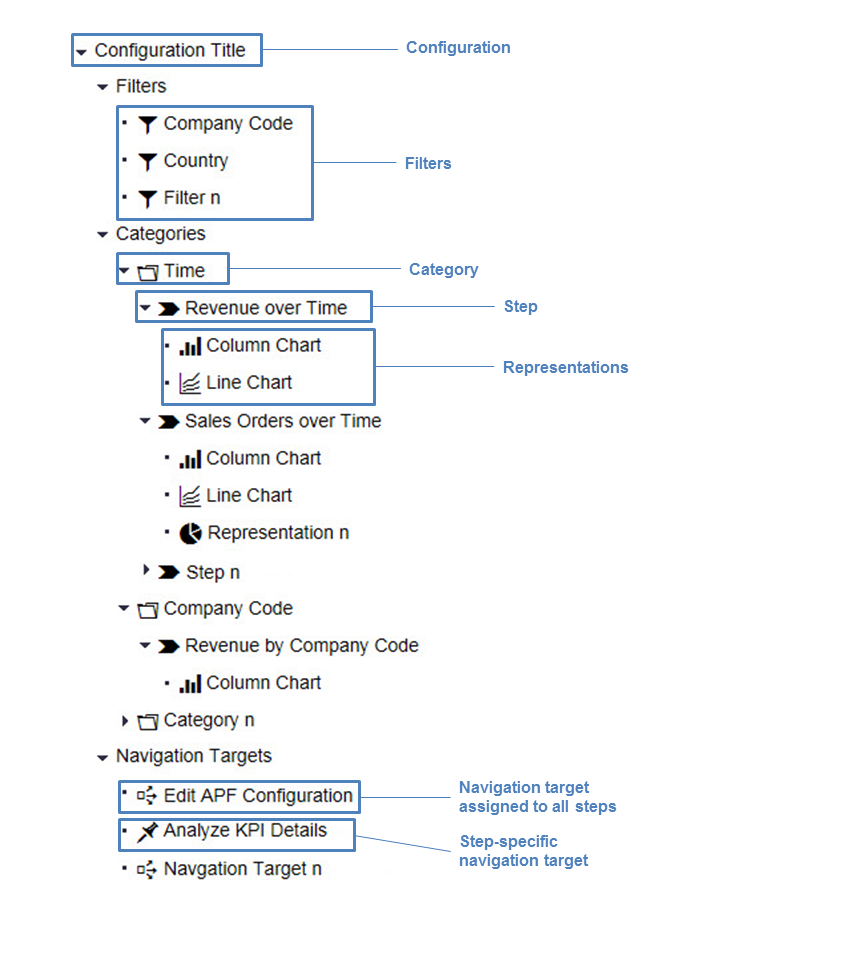 Configuration Title
Configuration
Filters
Company Code
Country
Filters
Filter n
Categories
Time
Category
Revenue over Time
Step
Column Chart
Representations
Line Chart
Sales Orders over Time
Column Chart
Line Chart
Representation n
Step n
Company Code
Revenue by Company Code
Column Chart
Category n
Navigation Targets
Edit APF Configuration
Navigation target
assigned to all steps
Analyze KPI Details
Step-specific
navigation target
Navgation Target n